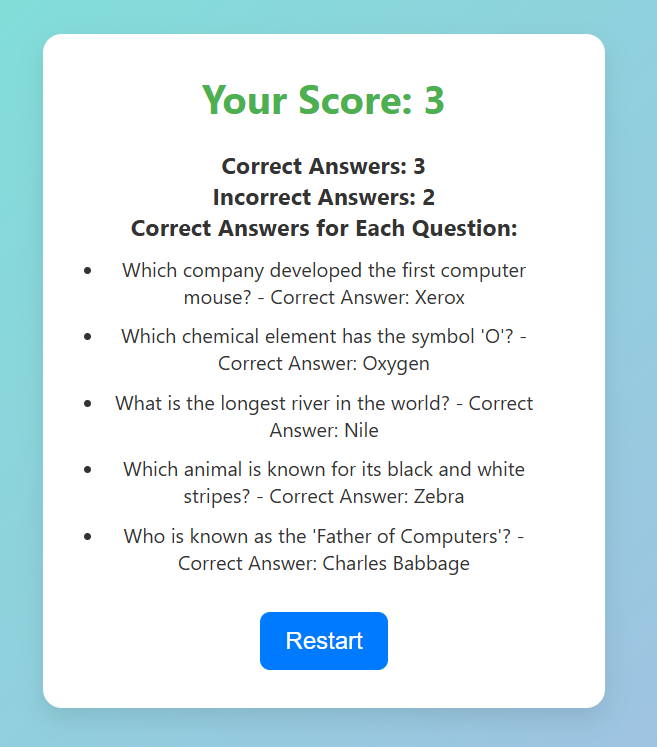 Your Score: 3
Correct Answers: 3
Incorrect Answers: 2
Correct Answers for Each Question:
• Which company developed the first computer
mouse? - Correct Answer: Xerox
• Which chemical element has the symbol 'O'? -
Correct Answer: Oxygen
• What is the longest river in the world? - Correct
Answer: Nile
• Which animal is known for its black and white
stripes? - Correct Answer: Zebra
• Who is known as the 'Father of Computers'? -
Correct Answer: Charles Babbage
Restart